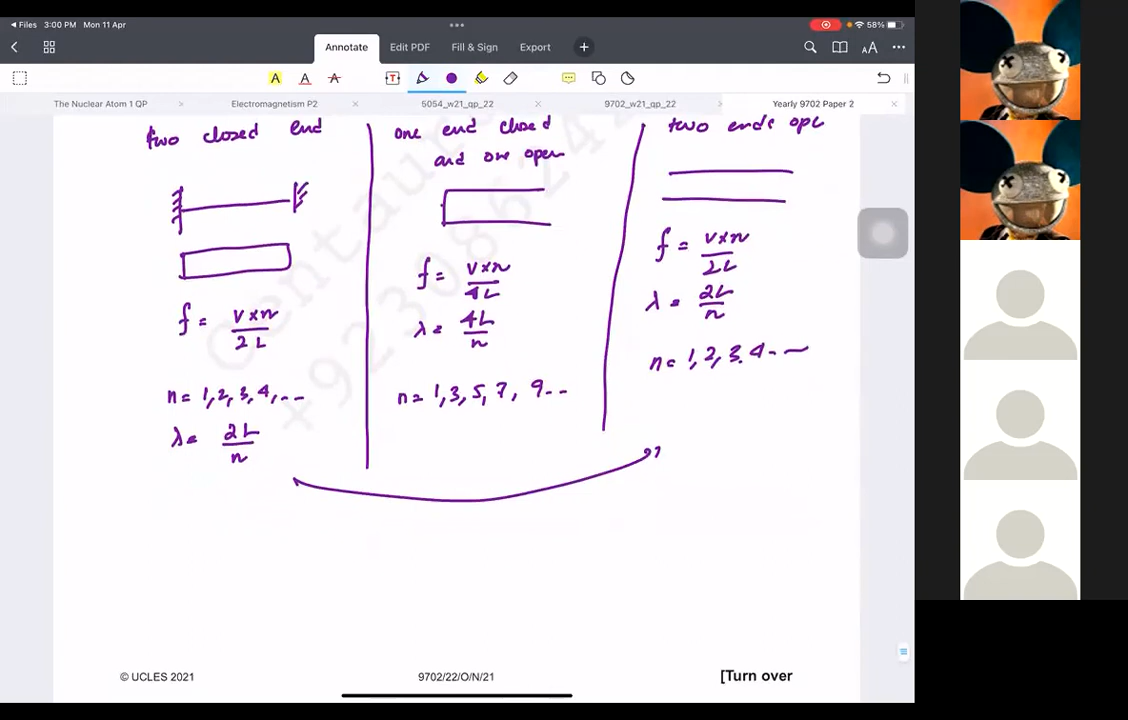 Files 3:00 PM Mon 11 Apr
58%
Annotate Edit PDF Fill & Sign Export
The Nuclear Atom 1 QP Electromagnetism P2 5054_w21_qp_22 9702_w21_qp_22 Yearly 9702 Paper 2
two closed end
one end closed
and one open
two ends open
f = v×n / 2L
n = 1, 2, 3, 4, ...
λ = 2L / n
f = v×n / 4L
λ = 4L / n
n = 1, 3, 5, 7, 9...
f = v×n / 2L
λ = 2L / n
n = 1, 2, 3, 4...
Centaur
© UCLES 2021 9702/22/O/N/21 [Turn over